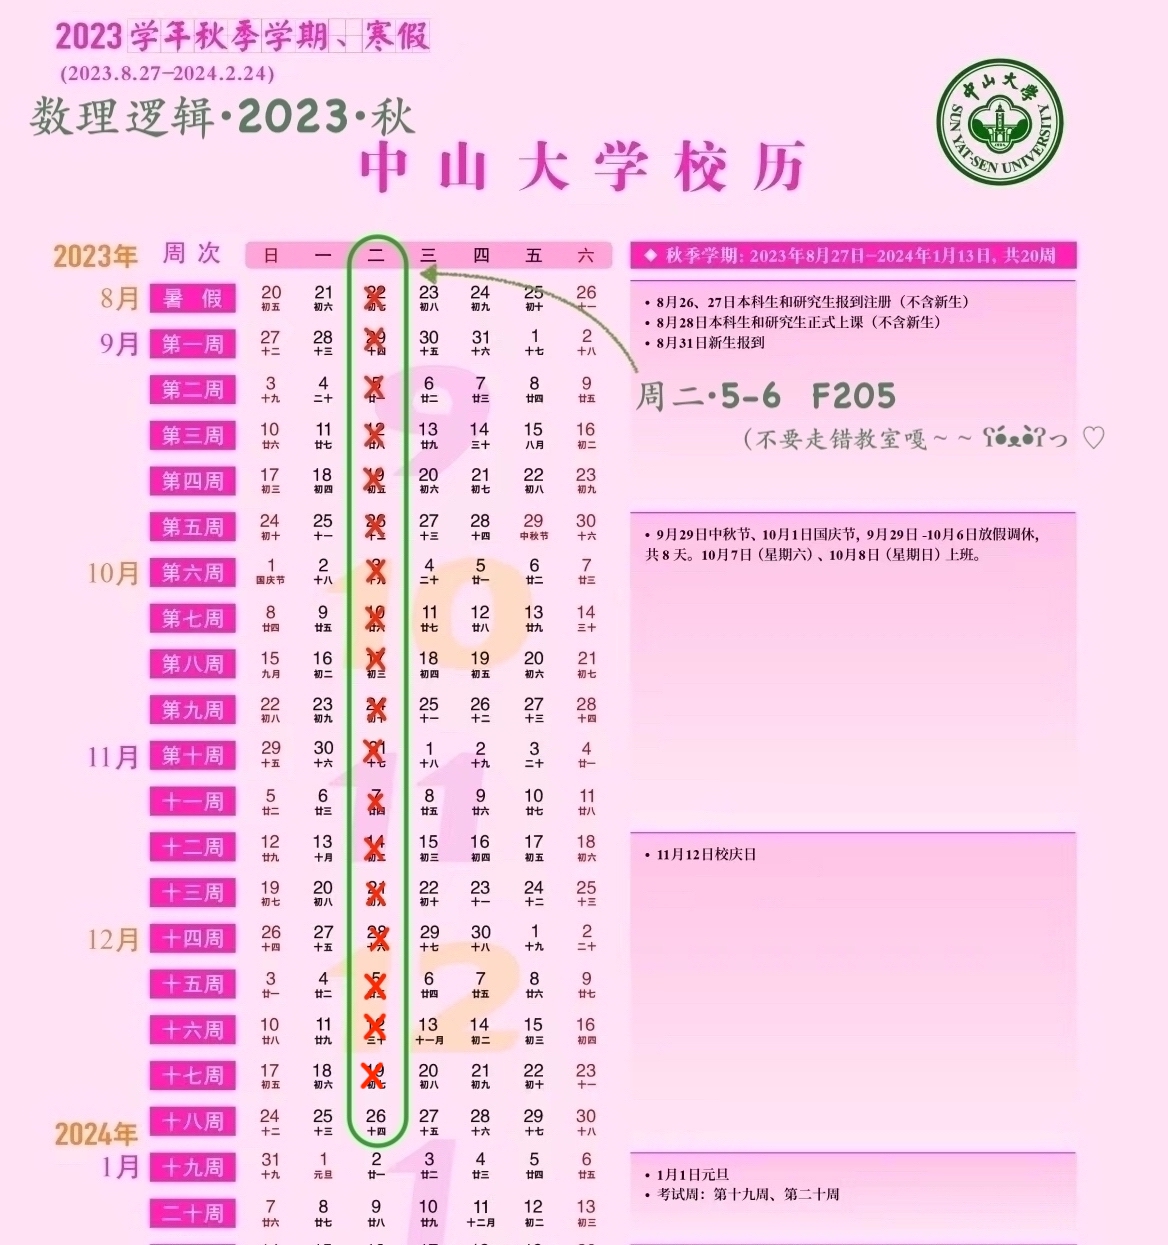 2023学年秋季学期、寒假
(2023.8.27-2024.2.24)
数理逻辑·2023·秋
中山大学校历
中山大学
SUN YAT-SEN UNIVERSITY
2023年 周次 日 一 二 三 四 五 六
8月 暑假 20 21 22 23 24 25 26
初五 初六 初七 初八 初九 初十 十一
9月 第一周 27 28 29 30 31 1 2
十二 十三 十四 十五 十六 十七 十八
第二周 3 4 5 6 7 8 9
十九 二十 廿一 廿二 廿三 廿四 廿五
第三周 10 11 12 13 14 15 16
廿六 廿七 廿八 廿九 三十 八月 初二
第四周 17 18 19 20 21 22 23
初三 初四 初五 初六 初七 初八 初九
第五周 24 25 26 27 28 29 30
初十 十一 十二 十三 十四 中秋节 十六
10月 第六周 1 2 3 4 5 6 7
国庆节 十八 十九 二十 廿一 廿二 廿三
第七周 8 9 10 11 12 13 14
廿四 廿五 廿六 廿七 廿八 廿九 三十
第八周 15 16 17 18 19 20 21
九月 初二 初三 初四 初五 初六 初七
第九周 22 23 24 25 26 27 28
初八 初九 初十 十一 十二 十三 十四
11月 第十周 29 30 31 1 2 3 4
十五 十六 十七 十八 十九 二十 廿一
十一周 5 6 7 8 9 10 11
廿二 廿三 廿四 廿五 廿六 廿七 廿八
十二周 12 13 14 15 16 17 18
廿九 十月 初二 初三 初四 初五 初六
十三周 19 20 21 22 23 24 25
初七 初八 初九 初十 十一 十二 十三
12月 十四周 26 27 28 29 30 1 2
十四 十五 十六 十七 十八 十九 二十
十五周 3 4 5 6 7 8 9
廿一 廿二 廿三 廿四 廿五 廿六 廿七
十六周 10 11 12 13 14 15 16
廿八 廿九 三十 十一月 初二 初三 初四
十七周 17 18 19 20 21 22 23
初五 初六 初七 初八 初九 初十 十一
十八周 24 25 26 27 28 29 30
十二 十三 十四 十五 十六 十七 十八
2024年
1月 十九周 31 1 2 3 4 5 6
十九 元旦 廿一 廿二 廿三 廿四 廿五
二十周 7 8 9 10 11 12 13
廿六 廿七 廿八 廿九 十二月 初二 初三
9
10
11
12
1
◆ 秋季学期: 2023年8月27日-2024年1月13日, 共20周
• 8月26、27日本科生和研究生报到注册（不含新生）
• 8月28日本科生和研究生正式上课（不含新生）
• 8月31日新生报到
周二·5-6 F205
（不要走错教室嘎~~ ʕ•́ᴥ•̀ʔっ♡
• 9月29日中秋节、10月1日国庆节, 9月29日 -10月6日放假调休,
共 8 天。10月7日（星期六）、10月8日（星期日）上班。
• 11月12日校庆日
• 1月1日元旦
• 考试周：第十九周、第二十周